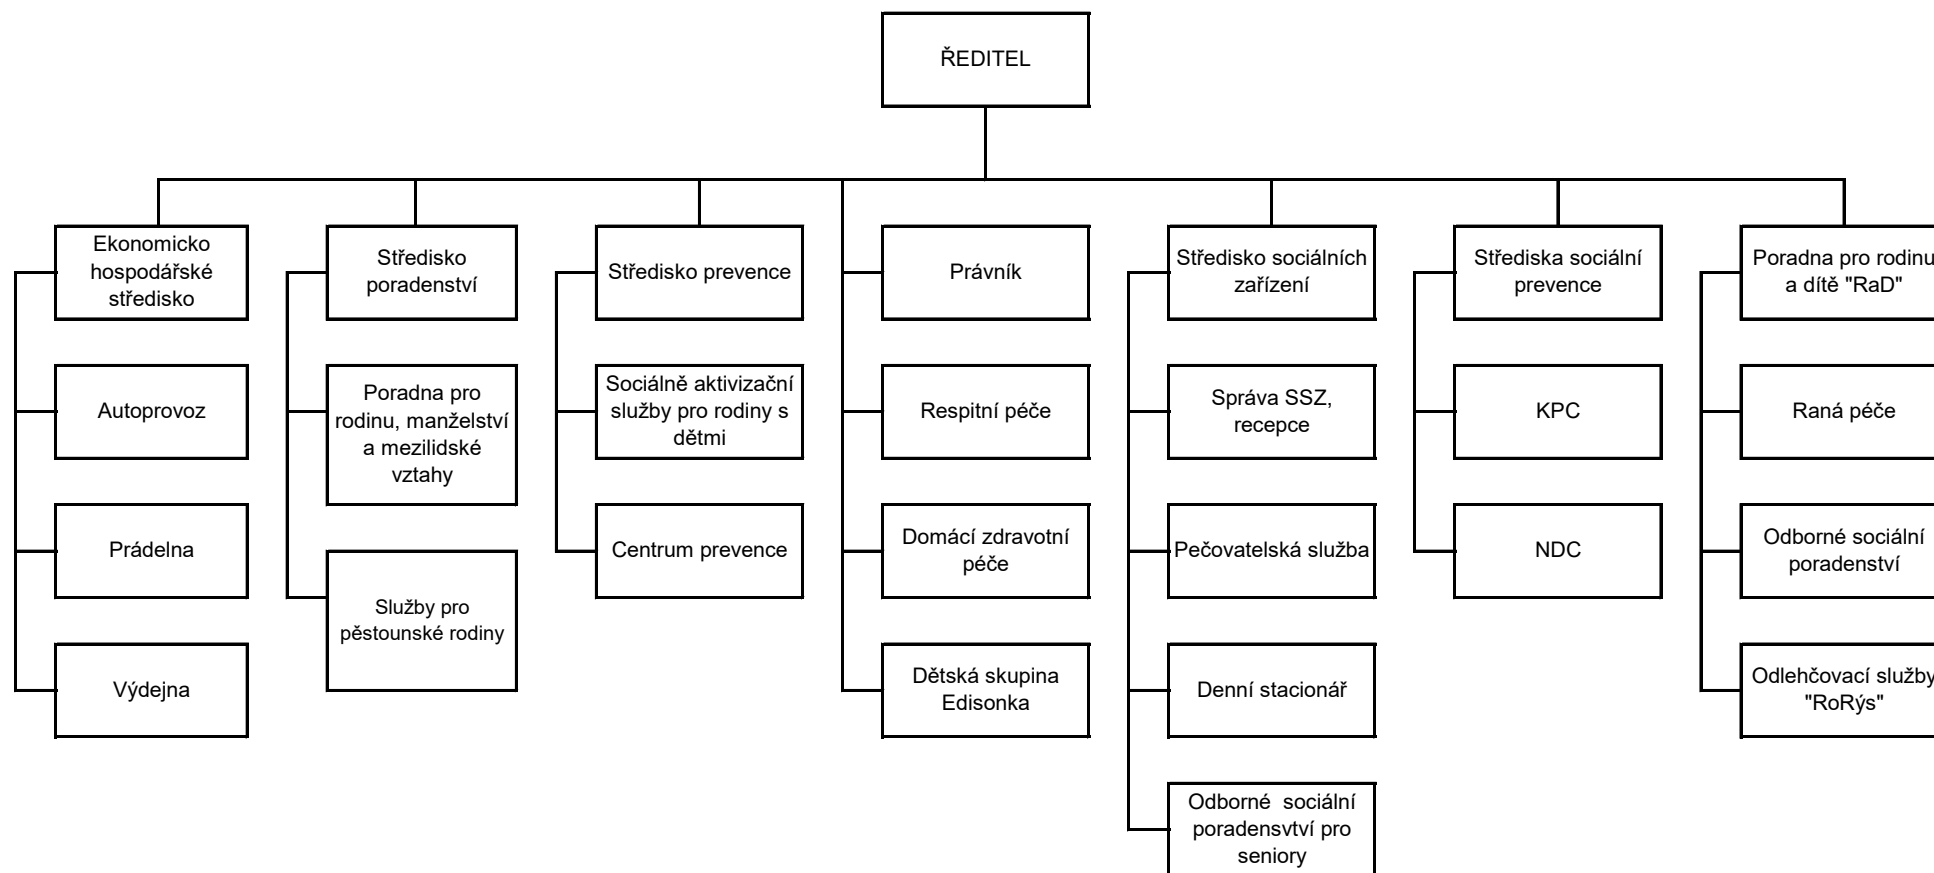 ŘEDITEL
Ekonomicko
hospodářské
středisko
Středisko
poradenství
Středisko prevence
Právník
Středisko sociálních
zařízení
Střediska sociální
prevence
Poradna pro rodinu
a dítě "RaD"
Autoprovoz
Poradna pro
rodinu, manželství
a mezilidské
vztahy
Sociálně aktivizační
služby pro rodiny s
dětmi
Respitní péče
Správa SSZ,
recepce
KPC
Raná péče
Prádelna
Služby pro
pěstounské rodiny
Centrum prevence
Domácí zdravotní
péče
Pečovatelská služba
NDC
Odborné sociální
poradenství
Výdejna
Dětská skupina
Edisonka
Denní stacionář
Odlehčovací služby
"RoRýs"
Odborné  sociální
poradensvtví pro
seniory